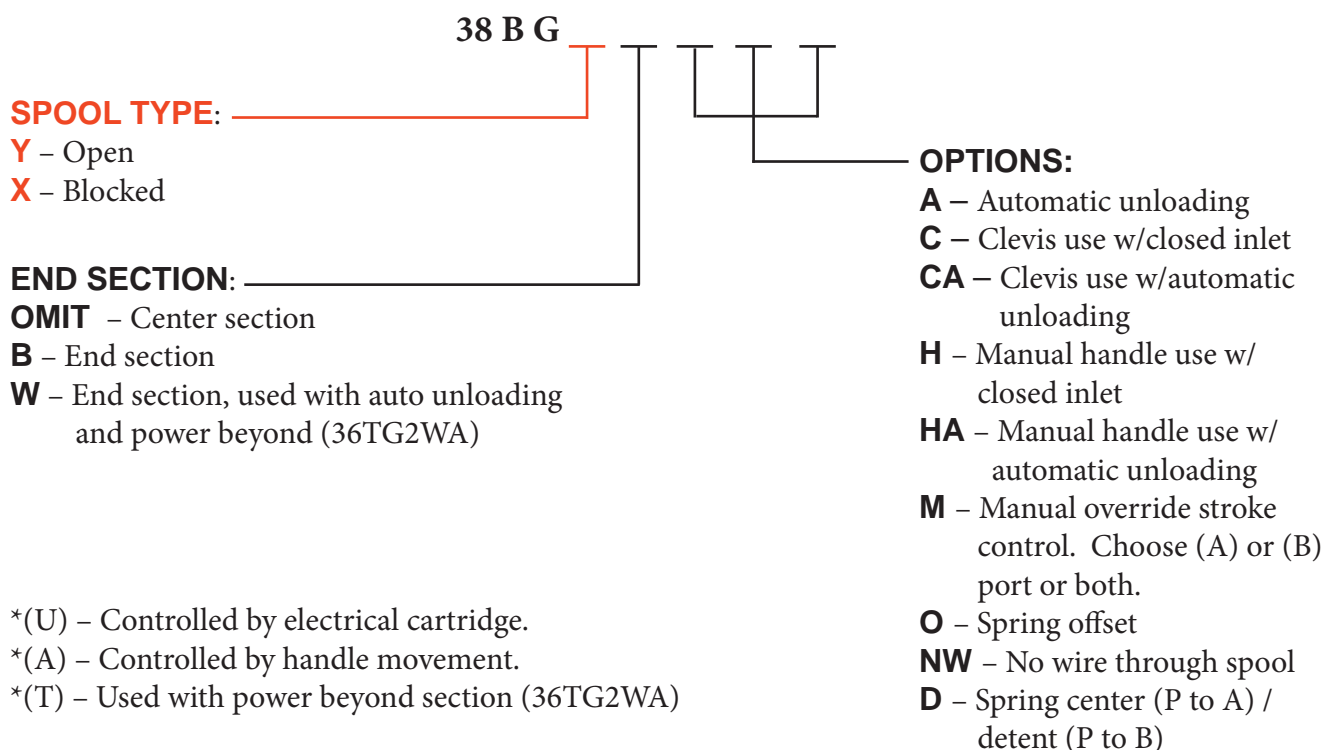 38 B G
SPOOL TYPE:
Y – Open
X – Blocked
END SECTION:
OMIT – Center section
B – End section
W – End section, used with auto unloading
and power beyond (36TG2WA)
*(U) – Controlled by electrical cartridge.
*(A) – Controlled by handle movement.
*(T) – Used with power beyond section (36TG2WA)
OPTIONS:
A – Automatic unloading
C – Clevis use w/closed inlet
CA – Clevis use w/automatic
unloading
H – Manual handle use w/
closed inlet
HA – Manual handle use w/
automatic unloading
M – Manual override stroke
control. Choose (A) or (B)
port or both.
O – Spring offset
NW – No wire through spool
D – Spring center (P to A) /
detent (P to B)